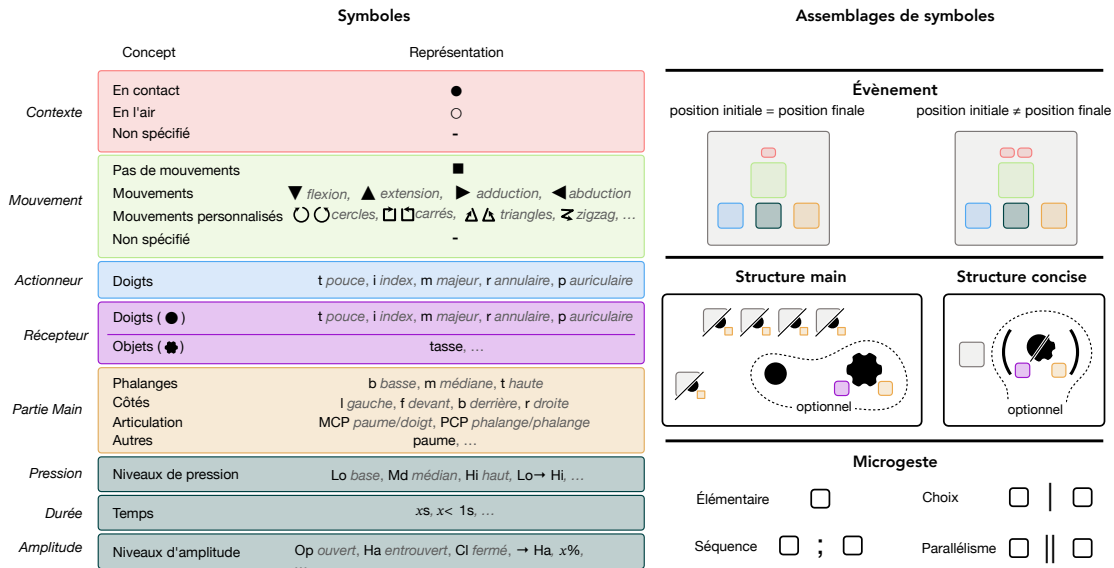 Symboles
Assemblages de symboles
Concept Représentation
Contexte
En contact ●
En l'air ○
Non spécifié -
Mouvement
Pas de mouvements ■
Mouvements ▼ flexion, ▲ extension, ► adduction, ◄ abduction
Mouvements personnalisés cercles, carrés, triangles, zigzag, ...
Non spécifié -
Actionneur
Doigts t pouce, i index, m majeur, r annulaire, p auriculaire
Récepteur
Doigts ( ● ) t pouce, i index, m majeur, r annulaire, p auriculaire
Objets ( ) tasse, ...
Partie Main
Phalanges b basse, m médiane, t haute
Côtés l gauche, f devant, b derrière, r droite
Articulation MCP paume/doigt, PCP phalange/phalange
Autres paume, ...
Pression Niveaux de pression Lo base, Md médian, Hi haut, Lo→ Hi, ...
Durée Temps xs, x< 1s, ...
Amplitude Niveaux d'amplitude Op ouvert, Ha entrouvert, Cl fermé, → Ha, x%,
Évènement
position initiale = position finale position initiale ≠ position finale
Structure main Structure concise
optionnel optionnel
Microgeste
Élémentaire Choix |
Séquence ; Parallélisme ||